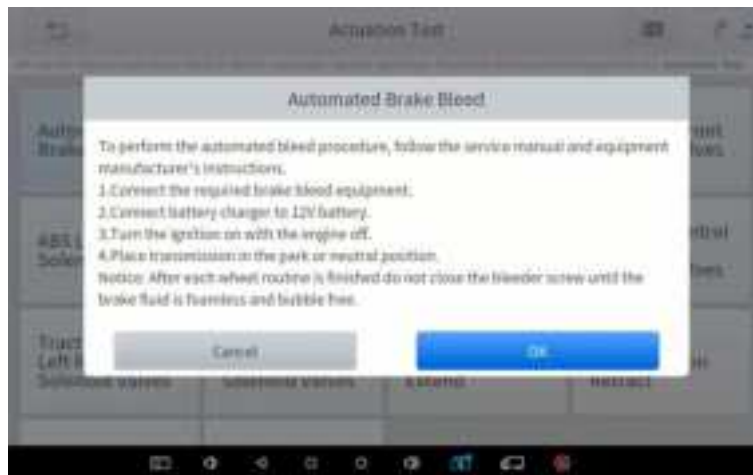 Actuation Test
Automated Brake Bleed
To perform the automated bleed procedure, follow the service manual and equipment
manufacturer's instructions.
1.Connect the required brake bleed equipment.
2.Connect battery charger to 12V battery.
3.Turn the ignition on with the engine off.
4.Place transmission in the park or neutral position.
Notice: After each wheel routine is finished do not close the bleeder screw until the
brake fluid is foamless and bubble free.
Cancel
OK
Solenoid Valves
Solenoid Valves
Extend
Retract